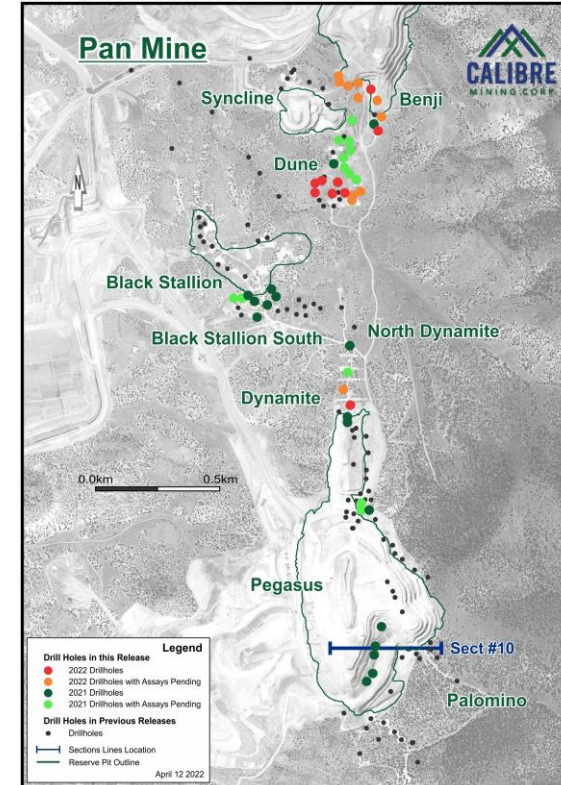 Pan Mine
CALIBRE
MINING CORP
Syncline
Benji
Dune
N
Black Stallion
Black Stallion South
North Dynamite
Dynamite
0.0km
0.5km
Pegasus
Sect #10
Palomino
Legend
Drill Holes in this Release
2022 Drillholes
2022 Drillholes with Assays Pending
2021 Drillholes
2021 Drillholes with Assays Pending
Drill Holes in Previous Releases
Drillholes
Sections Lines Location
Reserve Pit Outline
April 12 2022